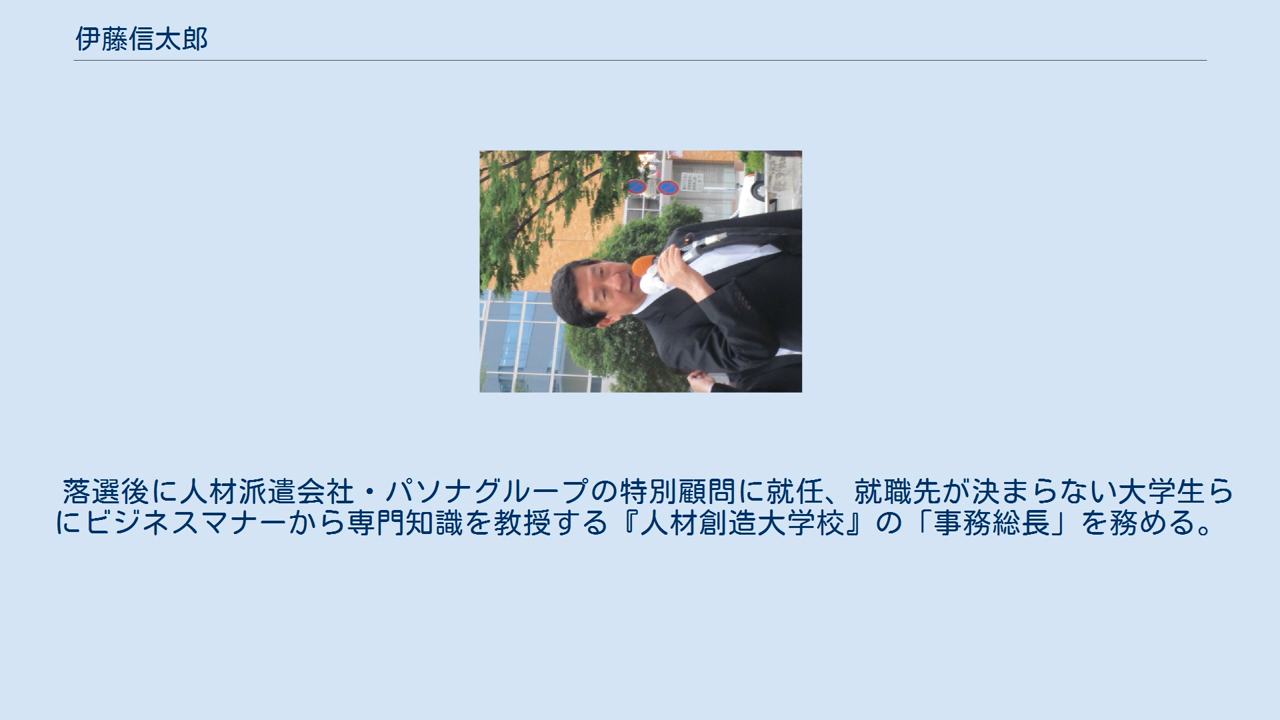 伊藤信太郎
落選後に人材派遣会社・パソナグループの特別顧問に就任、就職先が決まらない大学生ら
にビジネスマナーから専門知識を教授する『人材創造大学校』の「事務総長」を務める。